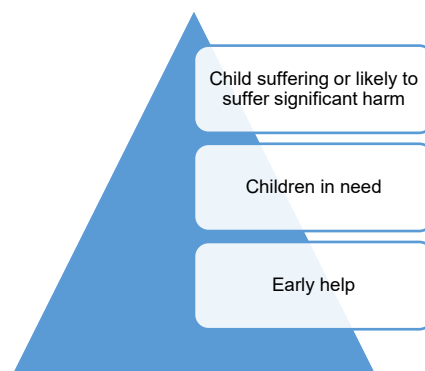 Child suffering or likely to
suffer significant harm
Children in need
Early help